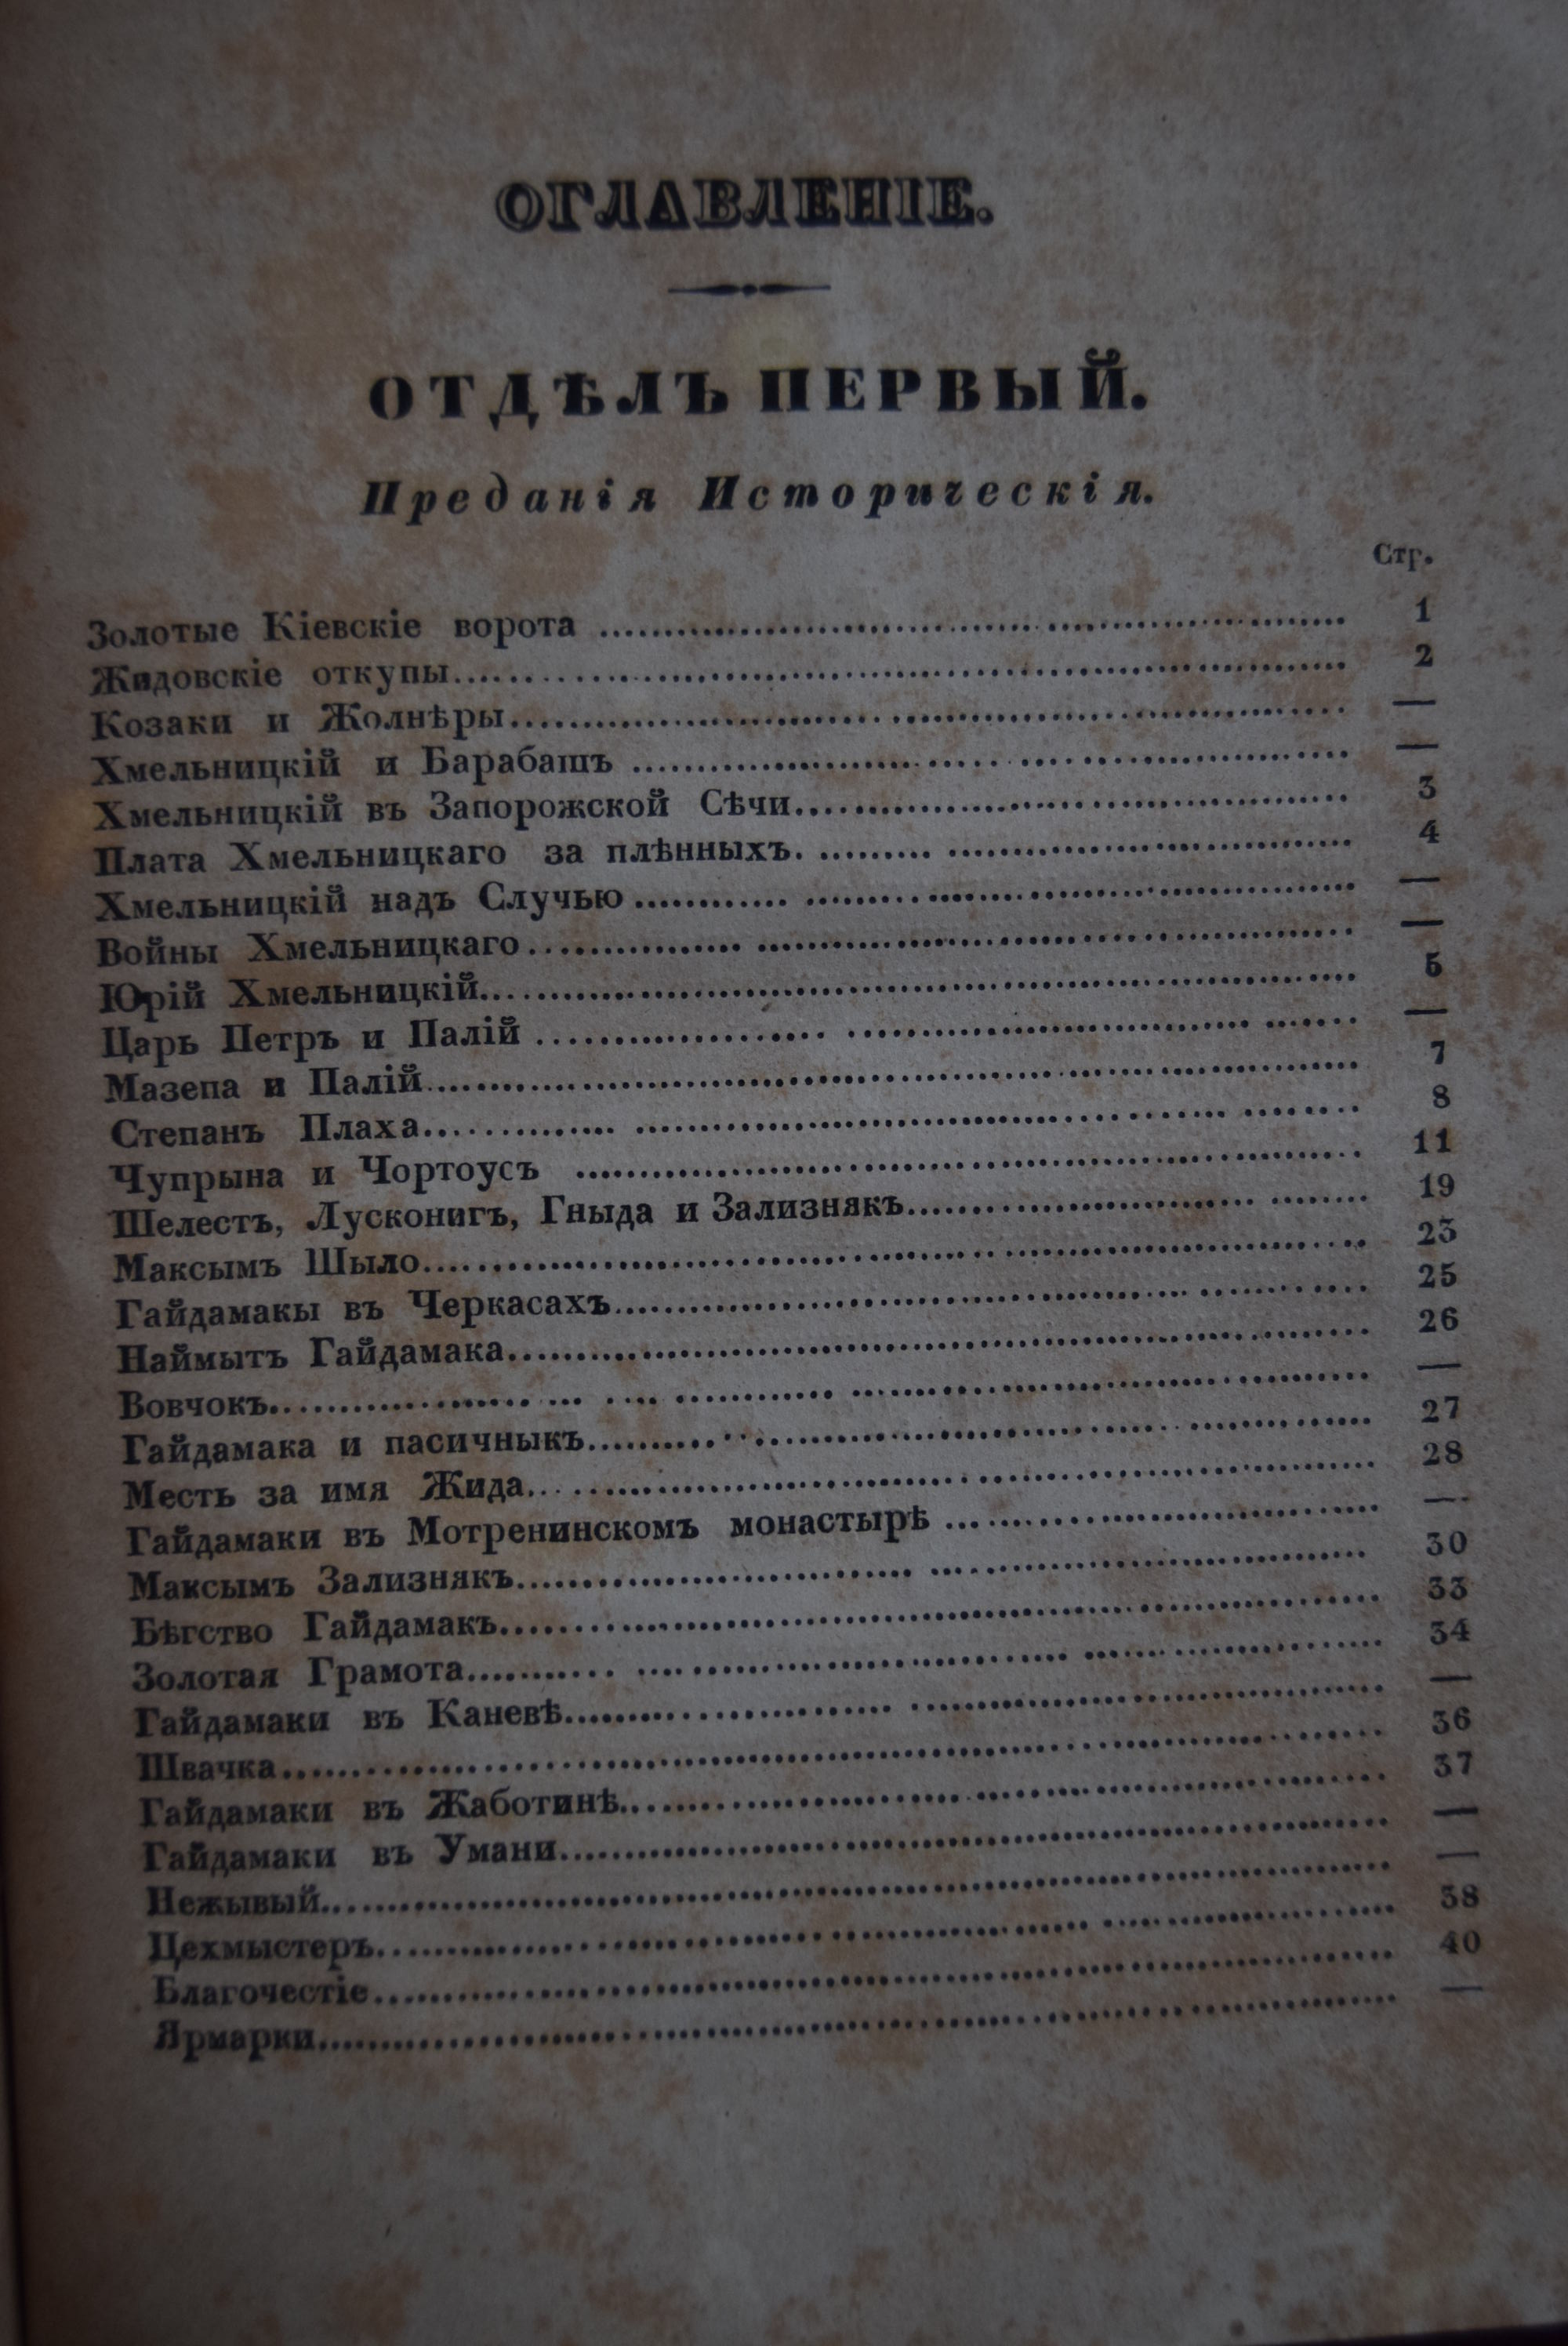 ОГЛАВЛЕНІЕ.
ОТДѢЛЪ ПЕРВЫЙ.
Преданія Историческія.
Стр.
Золотые Кіевскіе ворота ........ 1
Жидовскіе откупы........ 2
Козаки и Жолнѣры........ —
Хмельницкій и Барабашъ ........ —
Хмельницкій въ Запорожской Сѣчи........ 3
Плата Хмельницкаго за плѣнныхъ. ........ 4
Хмельницкій надъ Случью ........ —
Войны Хмельницкаго ........ —
Юрій Хмельницкій........ 5
Царь Петръ и Палій ........ —
Мазепа и Палій ........ 7
Степанъ Плаха........ 8
Чупрына и Чортоусъ ........ 11
Шелестъ, Лусконигъ, Гныда и Зализнякъ........ 19
Максымъ Шыло........ 23
Гайдамакы въ Черкасахъ........ 25
Наймытъ Гайдамака........ 26
Вовчокъ........ —
Гайдамака и пасичныкъ........ 27
Месть за имя Жида........ 28
Гайдамаки въ Мотренинскомъ монастырѣ ........ —
Максымъ Зализнякъ........ 30
Бѣгство Гайдамакъ........ 33
Золотая Грамота........ 34
Гайдамаки въ Каневѣ........ —
Швачка........ 36
Гайдамаки въ Жаботинѣ........ 37
Гайдамаки въ Умани........ —
Нежывый........ —
Цехмыстеръ........ 38
Благочестіе........ 40
Ярмарки........ —